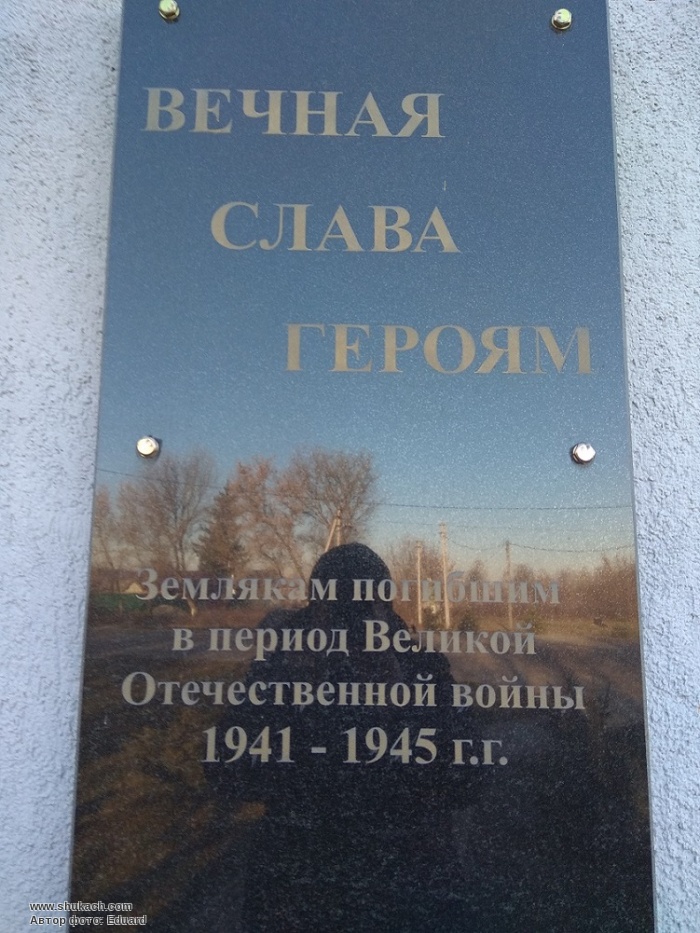 ВЕЧНАЯ
СЛАВА
ГЕРОЯМ
Землякам погибшим
в период Великой
Отечественной войны
1941 - 1945 г.г.
www.shukach.com
Автор фото: Eduard